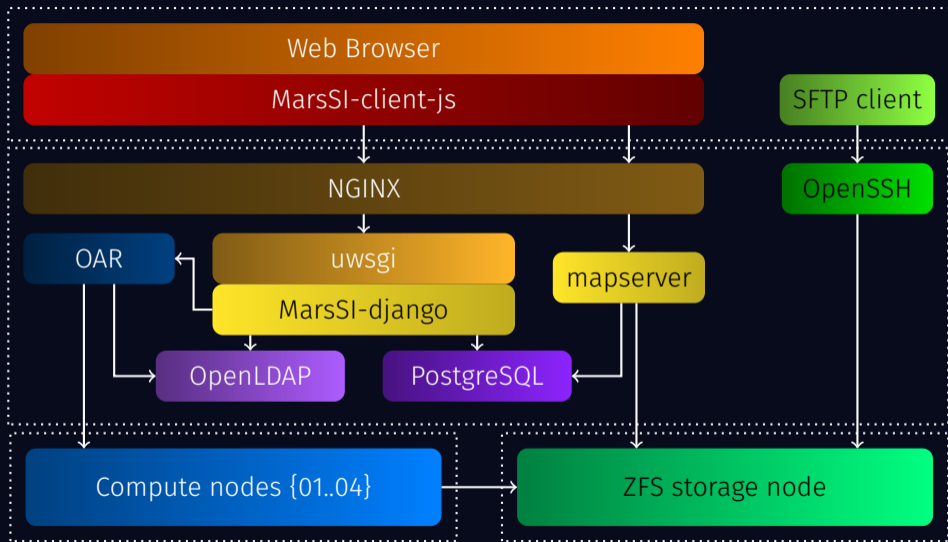 Web Browser
MarsSI-client-js
SFTP client
NGINX
OpenSSH
OAR
uwsgi
mapserver
MarsSI-django
OpenLDAP
PostgreSQL
Compute nodes {01..04}
ZFS storage node